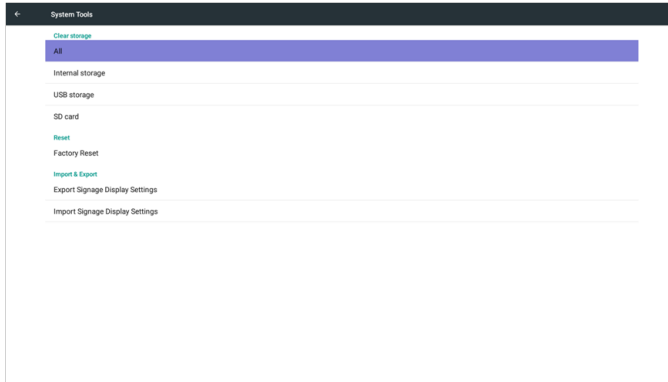 System Tools
Clear storage
All
Internal storage
USB storage
SD card
Reset
Factory Reset
Import & Export
Export Signage Display Settings
Import Signage Display Settings